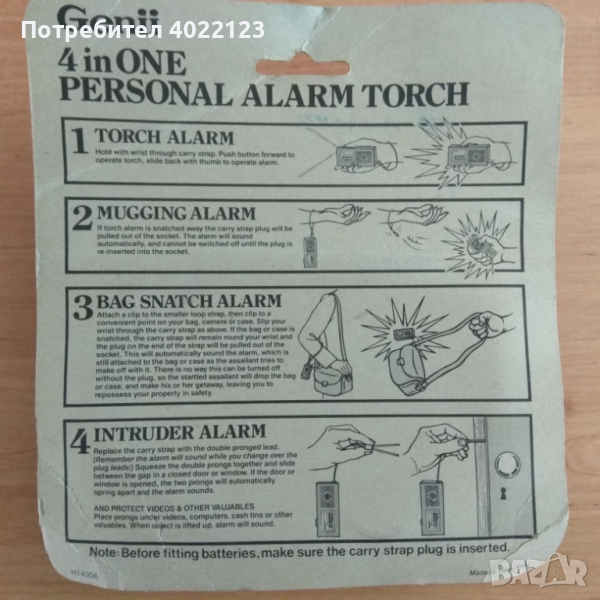 Genii
Потребител 4022123
4 in ONE
PERSONAL ALARM TORCH
1 TORCH ALARM
Hold with wrist through carry strap. Push button forward to
operate torch, slide back with thumb to operate alarm.
2 MUGGING ALARM
If torch alarm is snatched away the carry strap plug will be
pulled out of the socket. The alarm will sound
automatically, and cannot be switched off until the plug is
re-inserted into the socket.
3 BAG SNATCH ALARM
Attach a clip to the smaller loop strap, then clip to a
convenient point on your bag, camera or case. Slip your
wrist through the carry strap as above. If the bag or case is
snatched, the carry strap will remain round your wrist and
the plug on the end of the strap will be pulled out of the
socket. This will automatically sound the alarm, which is
still attached to the bag or case as the assailant tries to
make off with it. There is no way this can be turned off
without the plug, so the startled assailant will drop the bag
or case, and make his or her getaway, leaving you to
repossess your property in safety.
4 INTRUDER ALARM
Replace the carry strap with the double pronged lead.
(Remember the alarm will sound while you change over the
plug leads!) Squeeze the double prongs together and slide
between the gap in a closed door or window. If the door or
window is opened, the two prongs will automatically
spring apart and the alarm sounds.
AND PROTECT VIDEOS & OTHER VALUABLES
Place prongs under videos, computers, cash tins or other
valuables. When object is lifted up, alarm will sound.
Note: Before fitting batteries, make sure the carry strap plug is inserted.
H14306
Made
BAZAR.bg